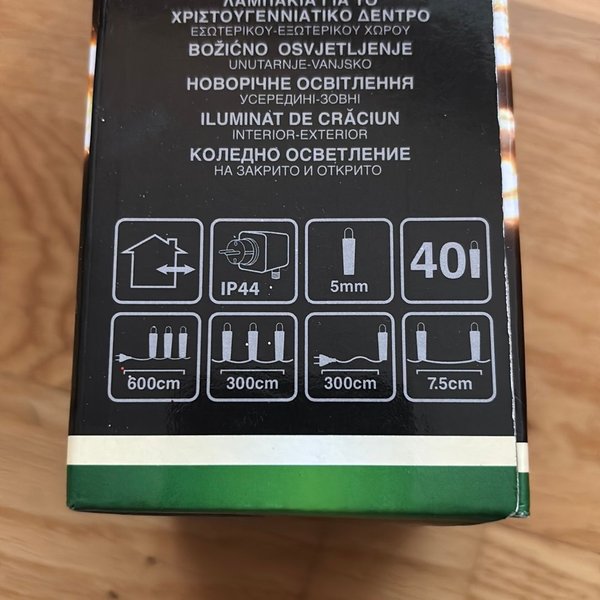 ΛΑΜΠΑΚΙΑ ΓΙΑ ΤΟ
ΧΡΙΣΤΟΥΓΕΝΝΙΑΤΙΚΟ ΔΕΝΤΡΟ
ΕΣΩΤΕΡΙΚΟΥ-ΕΞΩΤΕΡΙΚΟΥ ΧΩΡΟΥ
BOŽIĆNO OSVJETLJENJE
UNUTARNJE-VANJSKO
НОВОРІЧНЕ ОСВІТЛЕННЯ
УСЕРЕДИНІ-ЗОВНІ
ILUMINAT DE CRĂCIUN
INTERIOR-EXTERIOR
КОЛЕДНО ОСВЕТЛЕНИЕ
НА ЗАКРИТО И ОТКРИТО
IP44
5mm
40
600cm
300cm
300cm
7.5cm